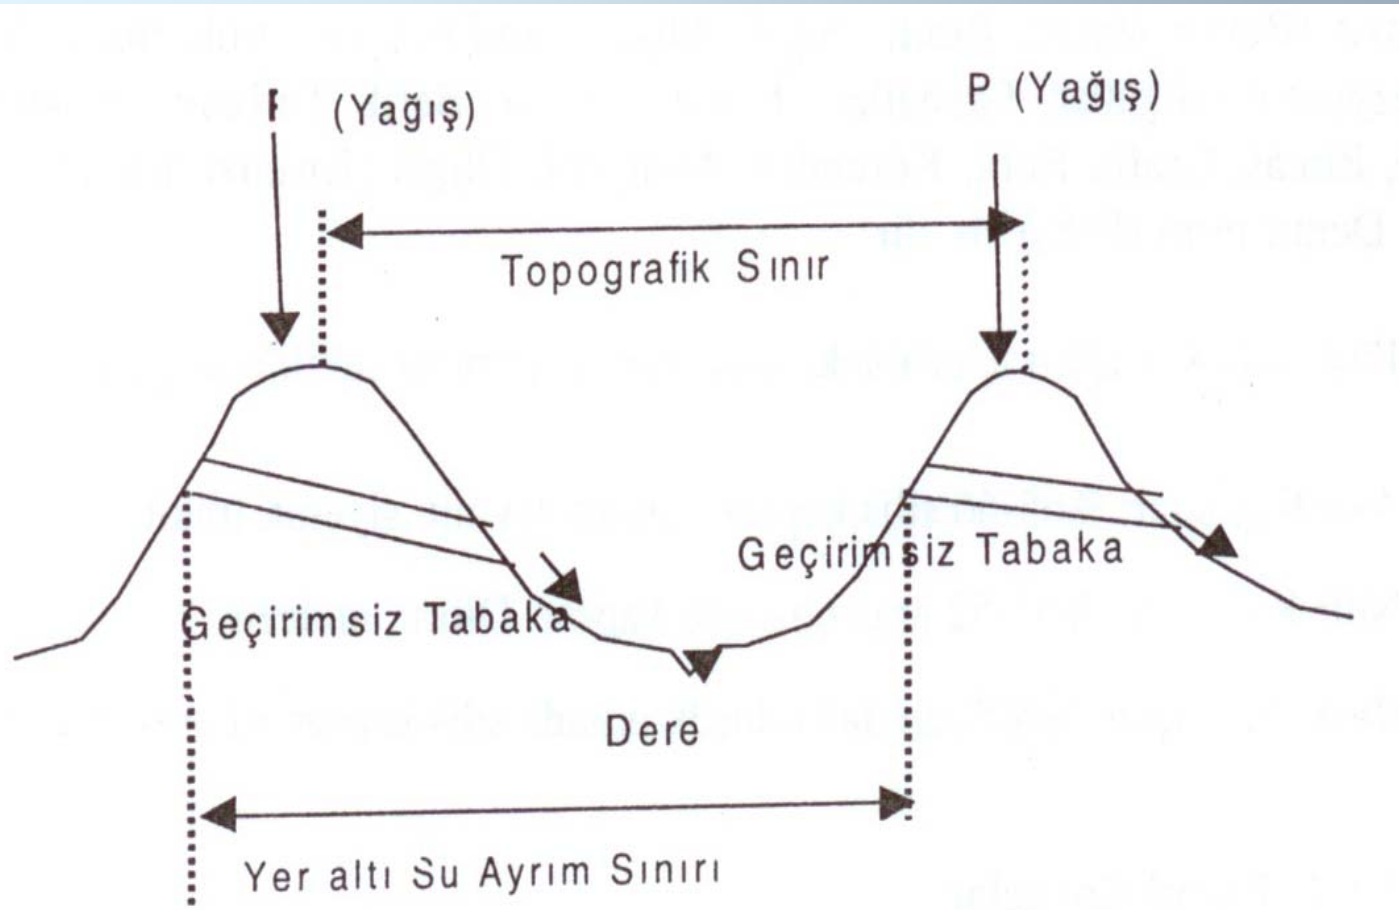 P (Yağış)
(Yağış)
Topografik Sınır
Geçirimsiz Tabaka
Geçirimsiz Tabaka
Dere
Yer altı Su Ayrım Sınırı